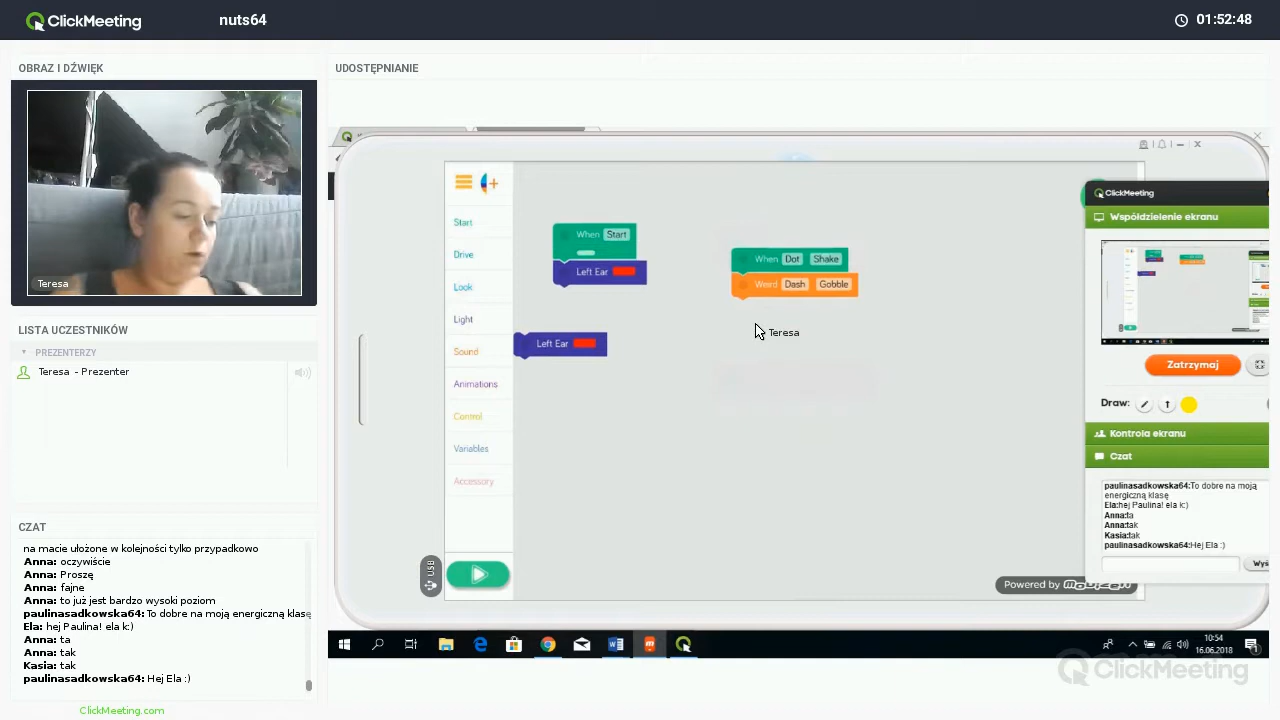 ClickMeeting
nuts64
01:52:48
OBRAZ I DŹWIĘK
Teresa
LISTA UCZESTNIKÓW
PREZENTERZY
Teresa - Prezenter
CZAT
na macie ułożone w kolejności tylko przypadkowo
Anna: oczywiście
Anna: Proszę
Anna: fajne
Anna: to już jest bardzo wysoki poziom
paulinasadkowska64: To dobre na moją energiczną klasę
Ela: hej Paulina! ela k:)
Anna: ta
Anna: tak
Kasia: tak
paulinasadkowska64: Hej Ela :)
ClickMeeting.com
UDOSTĘPNIANIE
Start
Drive
Look
Light
Sound
Animations
Control
Variables
Accessory
When Start
Left Ear
Left Ear
When Dot Shake
Weird Dash Gobble
Teresa
USB
Powered by
ClickMeeting
Współdzielenie ekranu
Zatrzymaj
Draw:
Kontrola ekranu
Czat
paulinasadkowska64:To dobre na moją
energiczną klasę
Ela:hej Paulina! ela k:)
Anna:ta
Anna:tak
Kasia:tak
paulinasadkowska64:Hej Ela :)
Wyś
10:54
16.06.2018
ClickMeeting